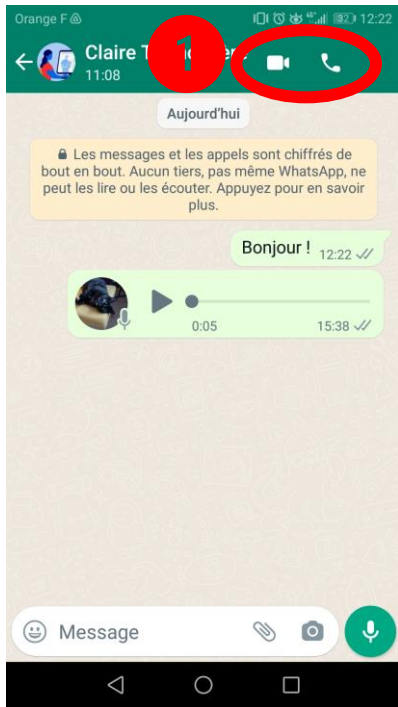 Orange F 32 12:22
Claire
1
11:08
Aujourd'hui
Les messages et les appels sont chiffrés de
bout en bout. Aucun tiers, pas même WhatsApp, ne
peut les lire ou les écouter. Appuyez pour en savoir
plus.
Bonjour ! 12:22
0:05 15:38
Message